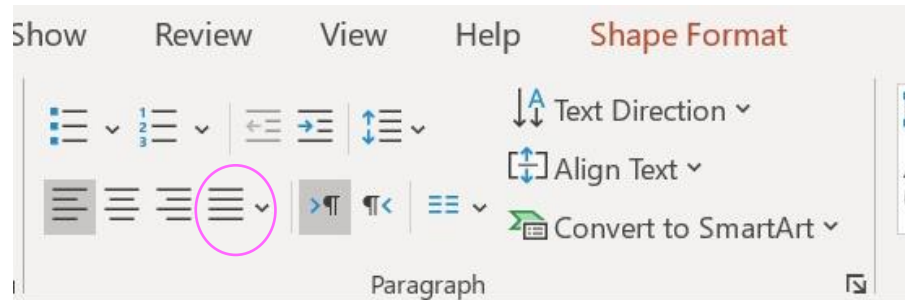 Show Review View Help Shape Format
Text Direction
Align Text
Convert to SmartArt
Paragraph